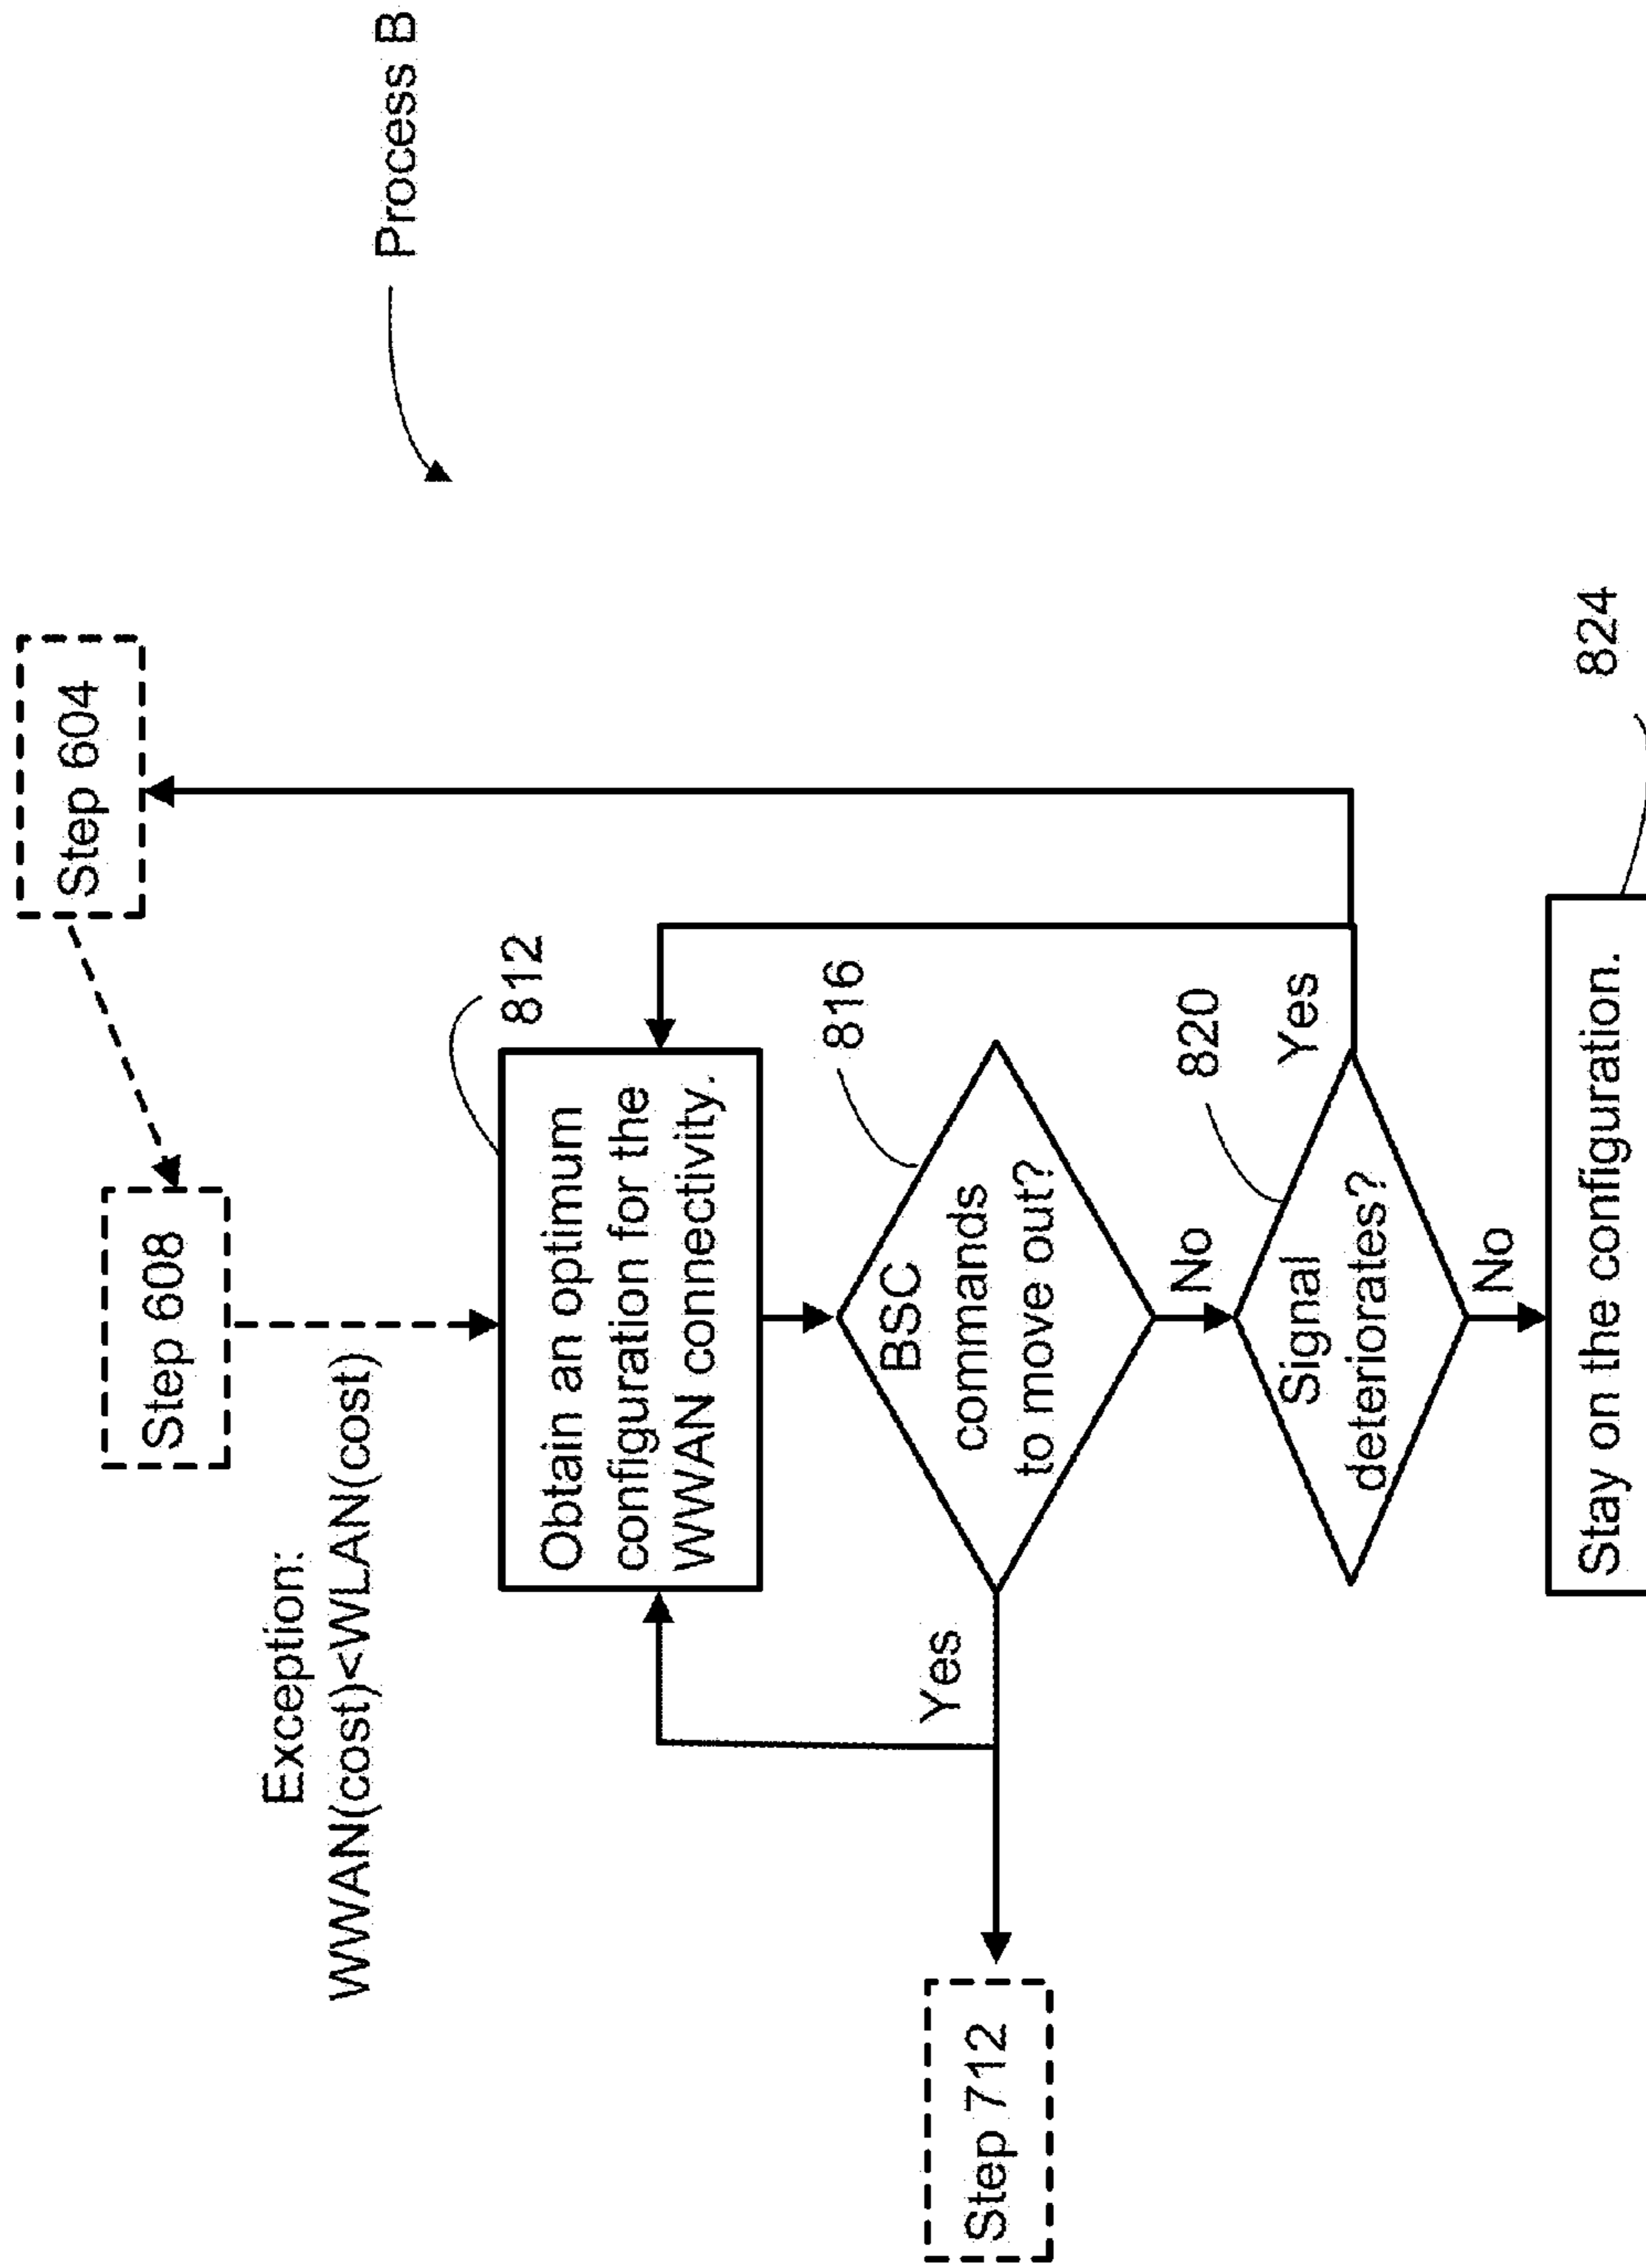 Process B
Step 604
Step 608
Exception:
WWAN(cost)<WLAN(cost)
812
Obtain an optimum
configuration for the
WWAN connectivity.
816
BSC
commands
to move out?
Yes
Step 712
No
820
Signal
deteriorates?
Yes
No
824
Stay on the configuration.